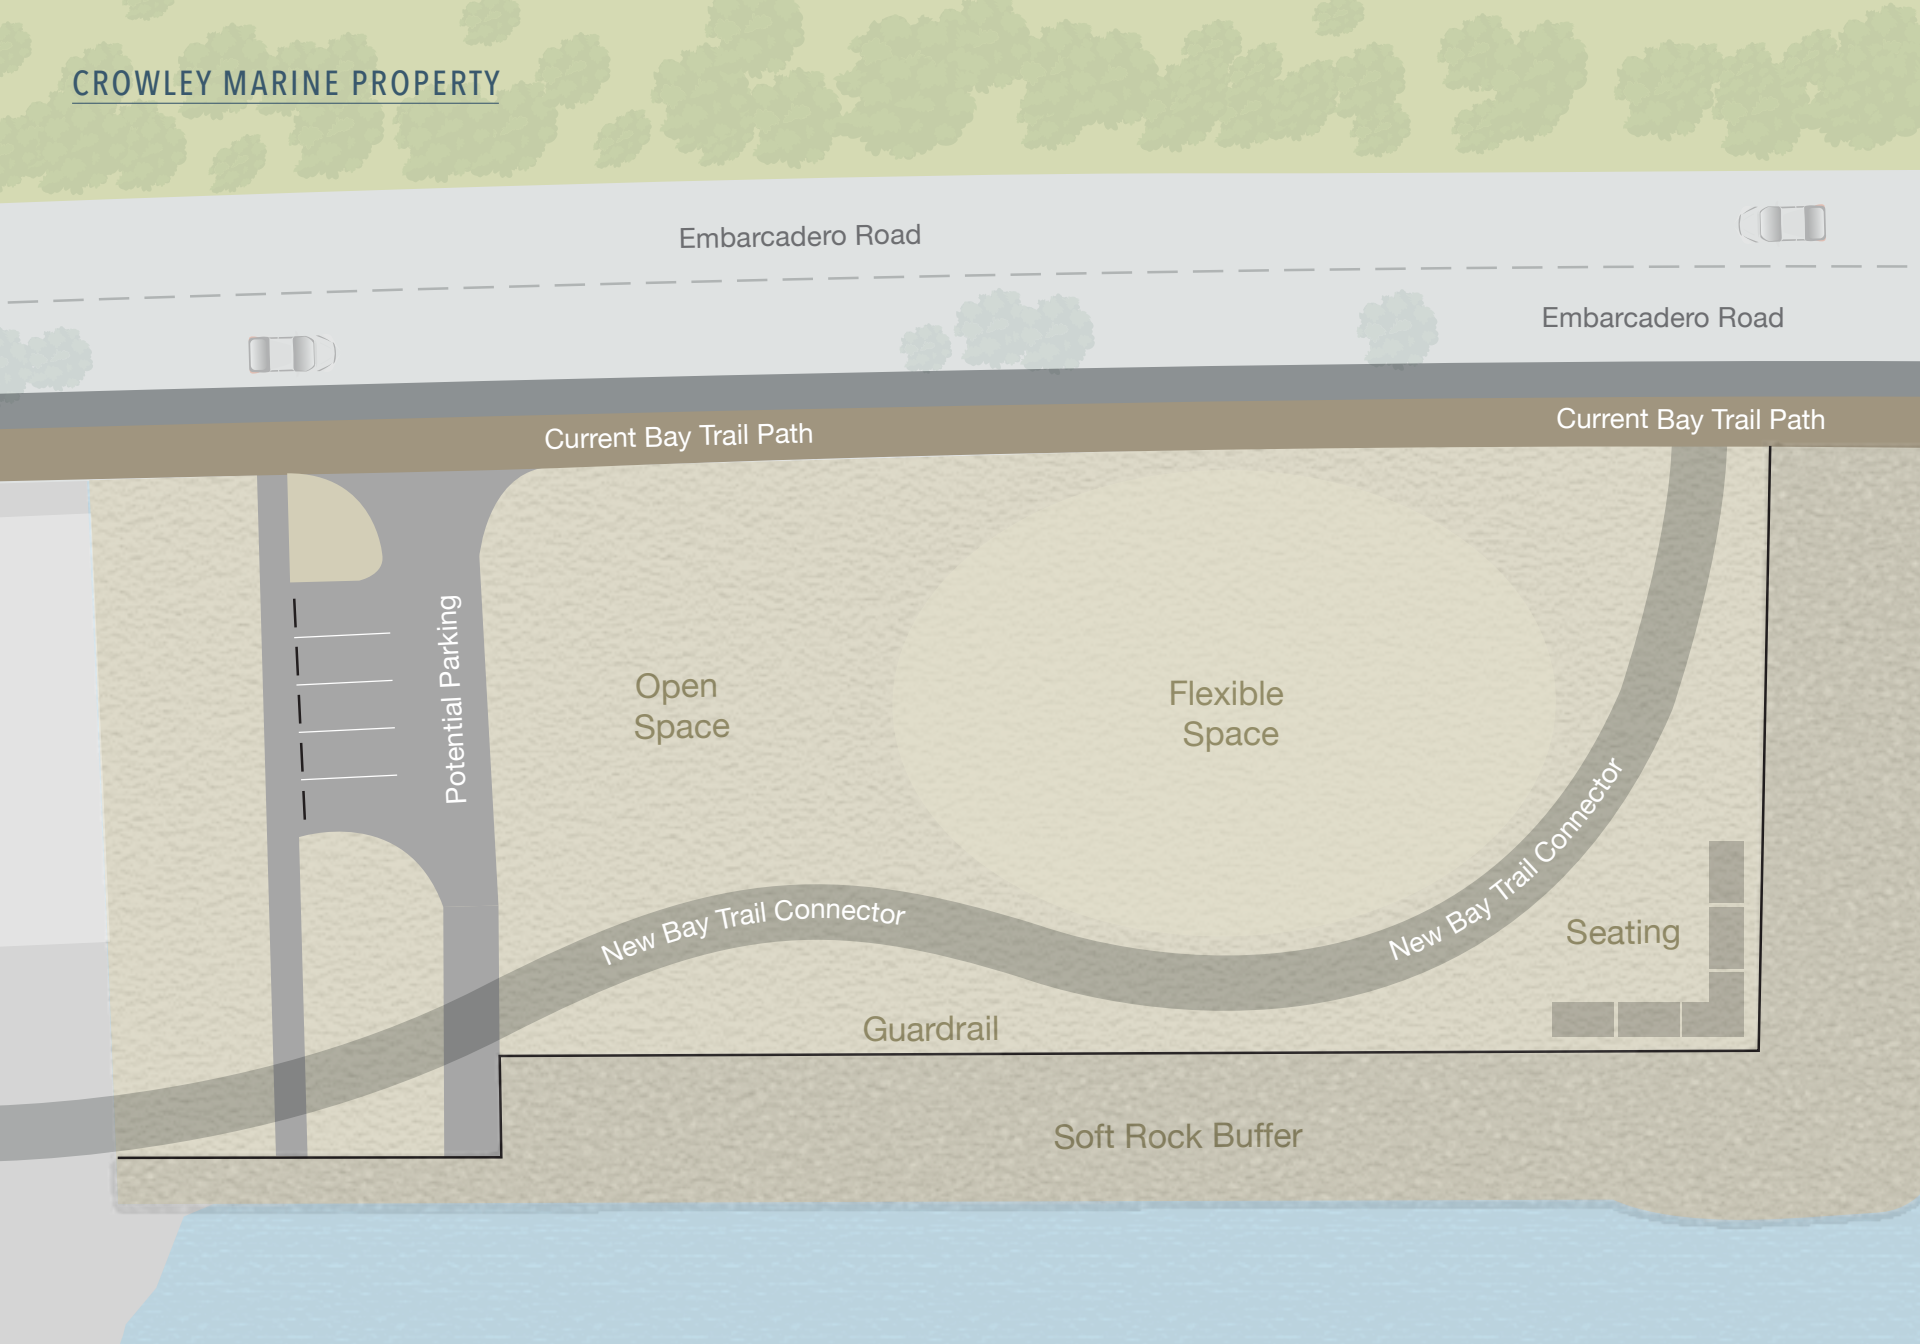 CROWLEY MARINE PROPERTY
Embarcadero Road
Embarcadero Road
Current Bay Trail Path
Current Bay Trail Path
Potential Parking
Open
Space
Flexible
Space
New Bay Trail Connector
New Bay Trail Connector
Seating
Guardrail
Soft Rock Buffer